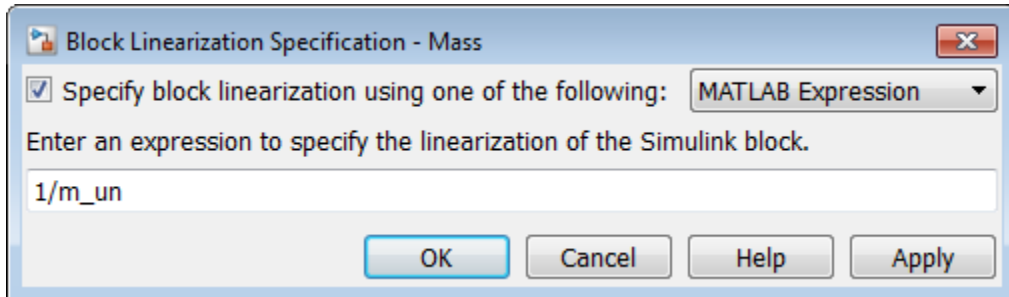 Block Linearization Specification - Mass
Specify block linearization using one of the following: MATLAB Expression
Enter an expression to specify the linearization of the Simulink block.
1/m_un
OK Cancel Help Apply